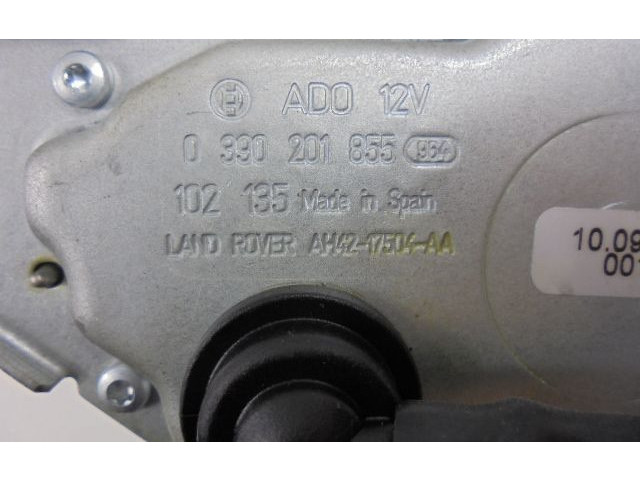 ADO 12V
0 390 201 855 964
102 135 Made in Spain
LAND ROVER AH42-17504-AA
10.09
001